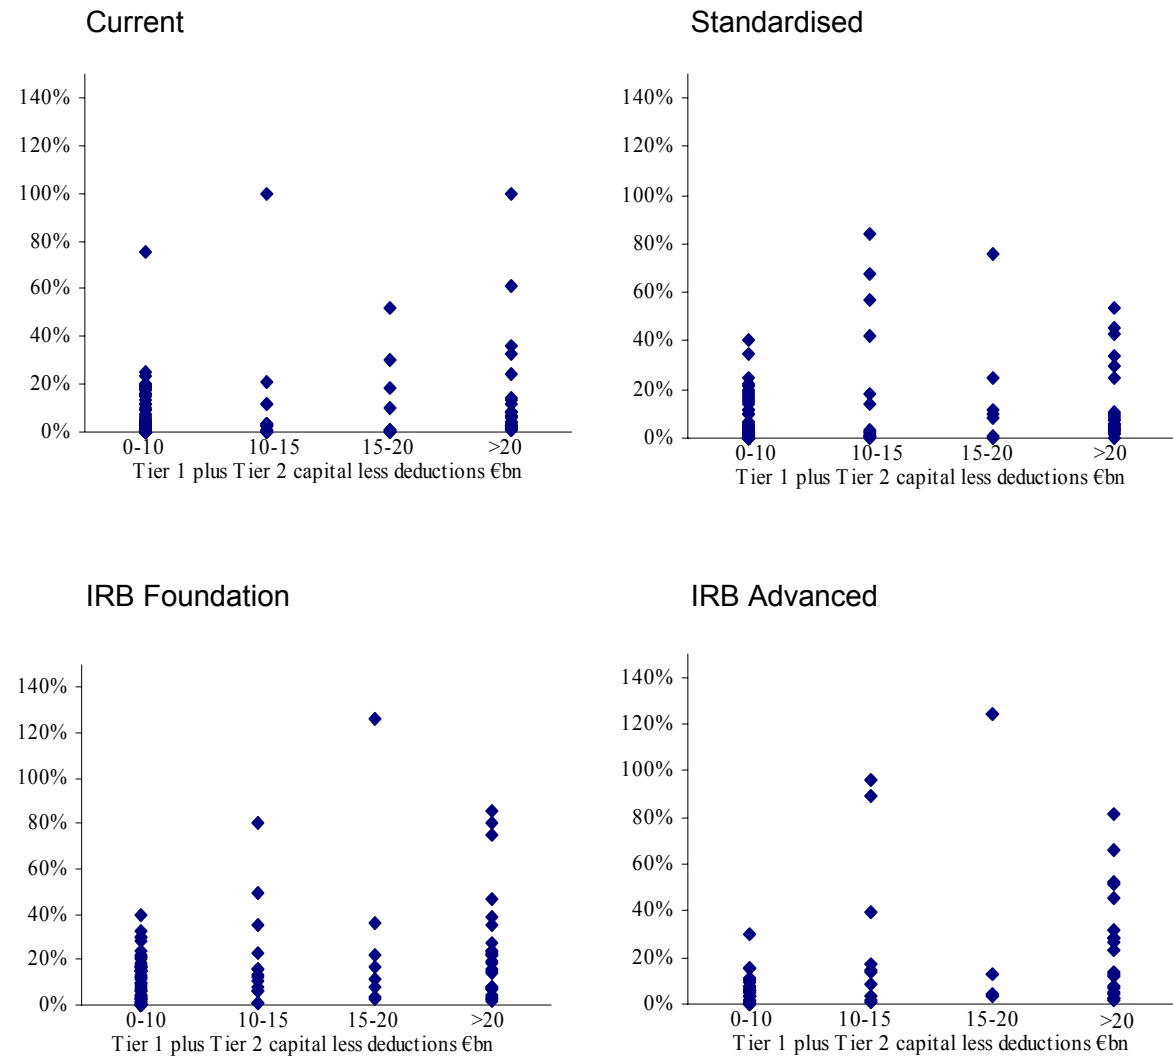 Current
140%
120%
100%
80%
60%
40%
20%
0%
0-10 10-15 15-20 >20
Tier 1 plus Tier 2 capital less deductions €bn
Standardised
140%
120%
100%
80%
60%
40%
20%
0%
0-10 10-15 15-20 >20
Tier 1 plus Tier 2 capital less deductions €bn
IRB Foundation
140%
120%
100%
80%
60%
40%
20%
0%
0-10 10-15 15-20 >20
Tier 1 plus Tier 2 capital less deductions €bn
IRB Advanced
140%
120%
100%
80%
60%
40%
20%
0%
0-10 10-15 15-20 >20
Tier 1 plus Tier 2 capital less deductions €bn